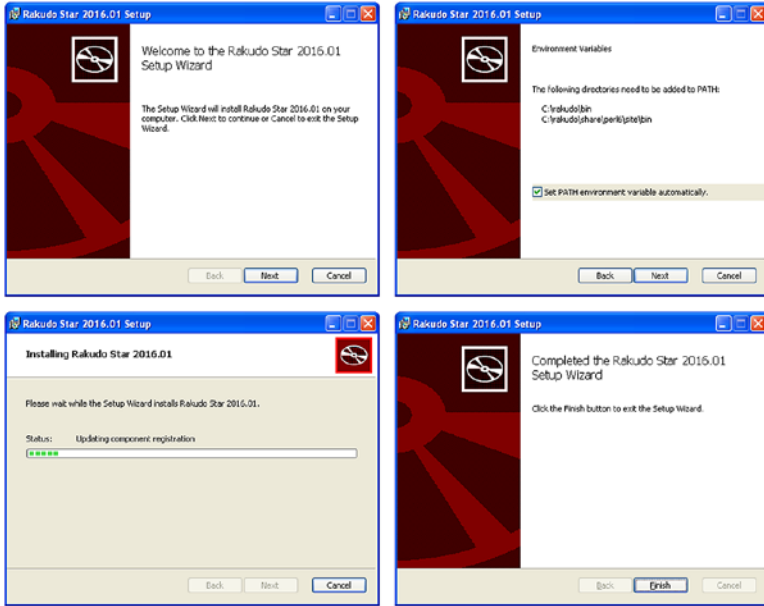 Rakudo Star 2016.01 Setup
Welcome to the Rakudo Star 2016.01
Setup Wizard
The Setup Wizard will install Rakudo Star 2016.01 on your
computer. Click Next to continue or Cancel to exit the Setup
Wizard.
Back Next Cancel
Rakudo Star 2016.01 Setup
Environment Variables
The following directories need to be added to PATH:
C:\rakudo\bin
C:\rakudo\share\perl6\site\bin
Set PATH environment variable automatically.
Back Next Cancel
Rakudo Star 2016.01 Setup
Installing Rakudo Star 2016.01
Please wait while the Setup Wizard installs Rakudo Star 2016.01.
Status: Updating component registration
Back Next Cancel
Rakudo Star 2016.01 Setup
Completed the Rakudo Star 2016.01
Setup Wizard
Click the Finish button to exit the Setup Wizard.
Back Finish Cancel